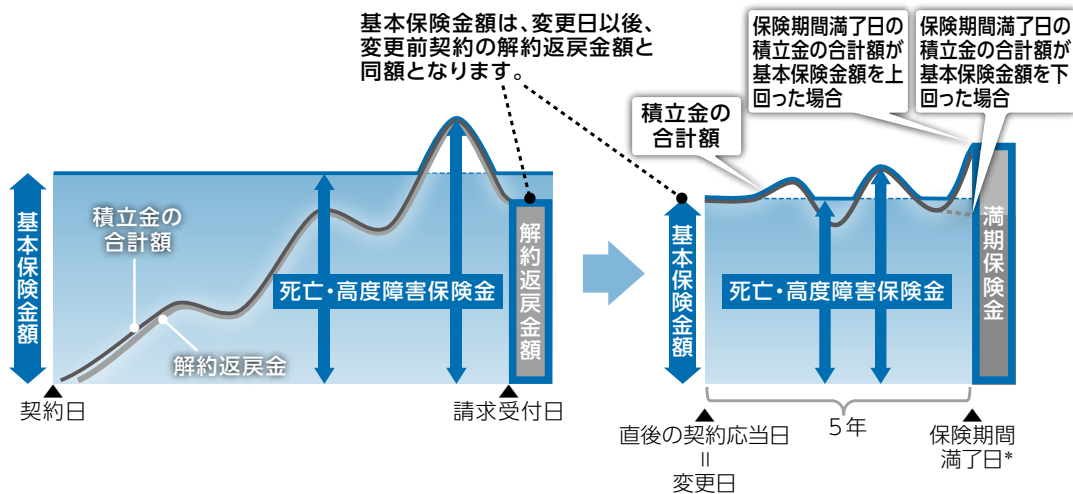 基本保険金額は、変更日以後、
変更前契約の解約返戻金額と
同額となります。
保険期間満了日の
積立金の合計額が
基本保険金額を上
回った場合
保険期間満了日の
積立金の合計額が
基本保険金額を下
回った場合
積立金の
合計額
基本保険金額
積立金の
合計額
解約返戻金
死亡・高度障害保険金
解約返戻金額
契約日
請求受付日
基本保険金額
死亡・高度障害保険金
満期保険金
直後の契約応当日
＝
変更日
5年
保険期間
満了日*